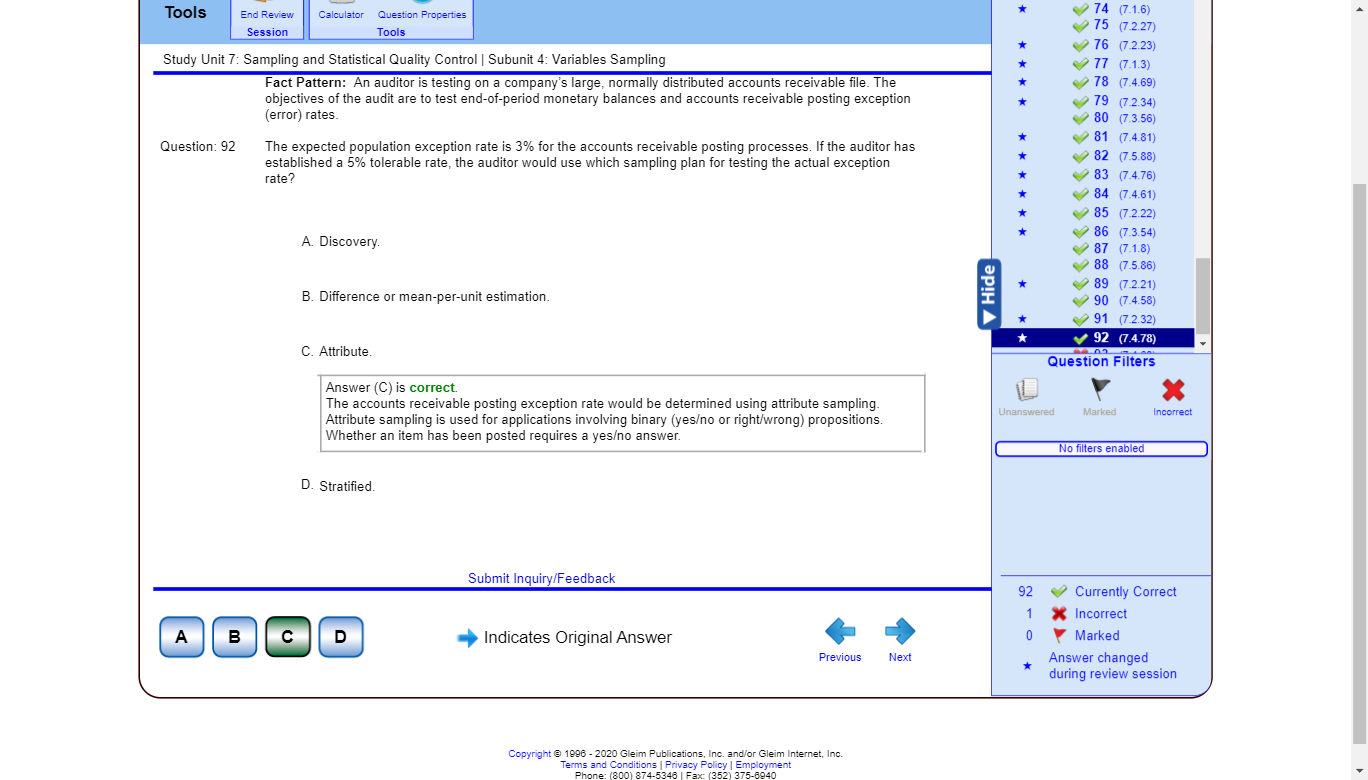 Tools
End Review
Session
Calculator Question Properties
Tools
Study Unit 7: Sampling and Statistical Quality Control | Subunit 4: Variables Sampling
Fact Pattern: An auditor is testing on a company's large, normally distributed accounts receivable file. The
objectives of the audit are to test end-of-period monetary balances and accounts receivable posting exception
(error) rates.
Question: 92 The expected population exception rate is 3% for the accounts receivable posting processes. If the auditor has
established a 5% tolerable rate, the auditor would use which sampling plan for testing the actual exception
rate?
A. Discovery.
B. Difference or mean-per-unit estimation.
C. Attribute.
Answer (C) is correct.
The accounts receivable posting exception rate would be determined using attribute sampling.
Attribute sampling is used for applications involving binary (yes/no or right/wrong) propositions.
Whether an item has been posted requires a yes/no answer.
D. Stratified.
Submit Inquiry/Feedback
A B C D
Indicates Original Answer
Previous Next
74 (7.1.6)
75 (7.2.27)
76 (7.2.23)
77 (7.1.3)
78 (7.4.69)
79 (7.2.34)
80 (7.3.56)
81 (7.4.81)
82 (7.5.88)
83 (7.4.76)
84 (7.4.61)
85 (7.2.22)
86 (7.3.54)
87 (7.1.8)
88 (7.5.86)
89 (7.2.21)
90 (7.4.58)
91 (7.2.32)
92 (7.4.78)
Hide
Question Filters
Unanswered Marked Incorrect
No filters enabled
92 Currently Correct
1 Incorrect
0 Marked
Answer changed
during review session
Copyright © 1996 - 2020 Gleim Publications, Inc. and/or Gleim Internet, Inc.
Terms and Conditions | Privacy Policy | Employment
Phone: (800) 874-5346 | Fax: (352) 375-6940